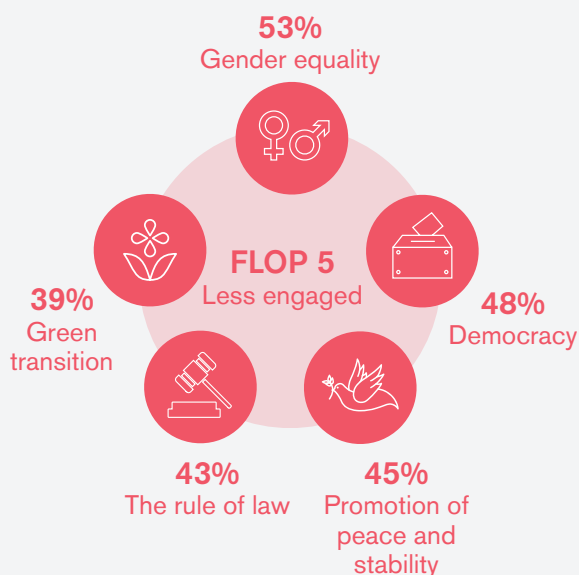 53%
Gender equality
FLOP 5
Less engaged
39%
Green
transition
48%
Democracy
43%
The rule of law
45%
Promotion of
peace and
stability